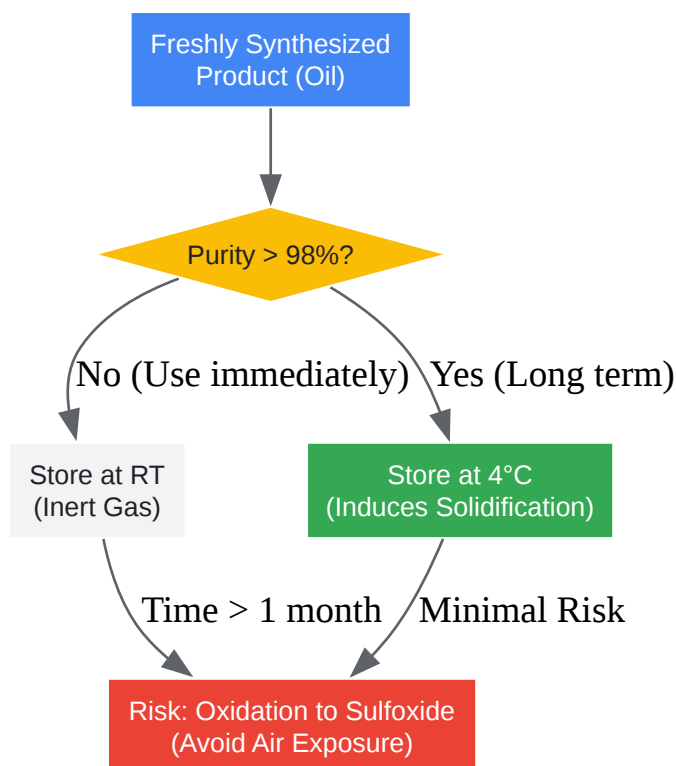 Freshly Synthesized
Product (Oil)
Purity > 98%?
No (Use immediately)
Yes (Long term)
Store at RT
(Inert Gas)
Store at 4°C
(Induces Solidification)
Time > 1 month
Minimal Risk
Risk: Oxidation to Sulfoxide
(Avoid Air Exposure)